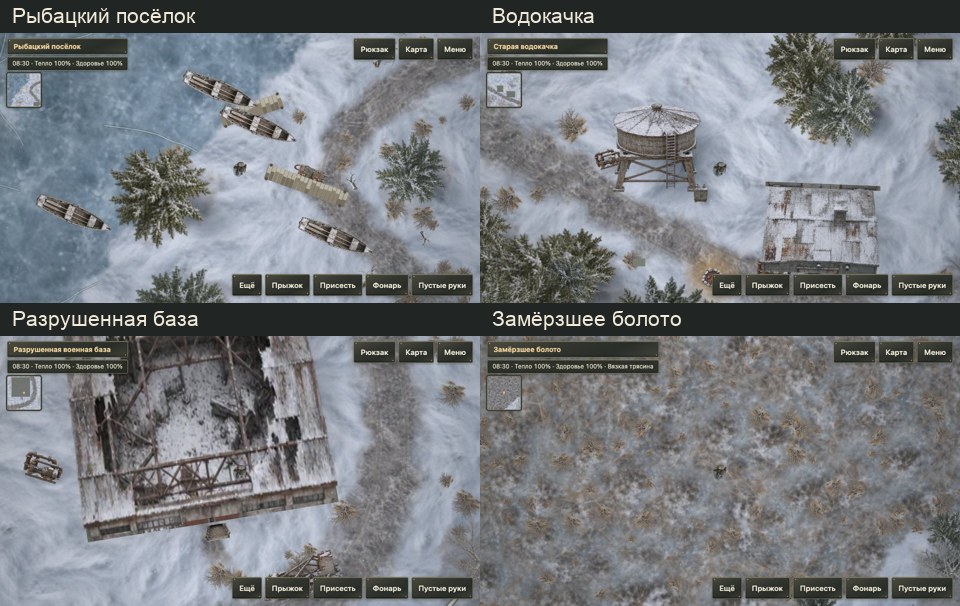 Рыбацкий посёлок
Рыбацкий посёлок
08:30 · Тепло 100% · Здоровье 100%
Рюкзак
Карта
Меню
Ещё
Прыжок
Присесть
Фонарь
Пустые руки
Водокачка
Старая водокачка
08:30 · Тепло 100% · Здоровье 100%
Рюкзак
Карта
Меню
Ещё
Прыжок
Присесть
Фонарь
Пустые руки
Разрушенная база
Разрушенная военная база
08:30 · Тепло 100% · Здоровье 100%
Рюкзак
Карта
Меню
Ещё
Прыжок
Присесть
Фонарь
Пустые руки
Замёрзшее болото
Замёрзшее болото
08:30 · Тепло 100% · Здоровье 100% · Вязкая трясина
Рюкзак
Карта
Меню
Ещё
Прыжок
Присесть
Фонарь
Пустые руки